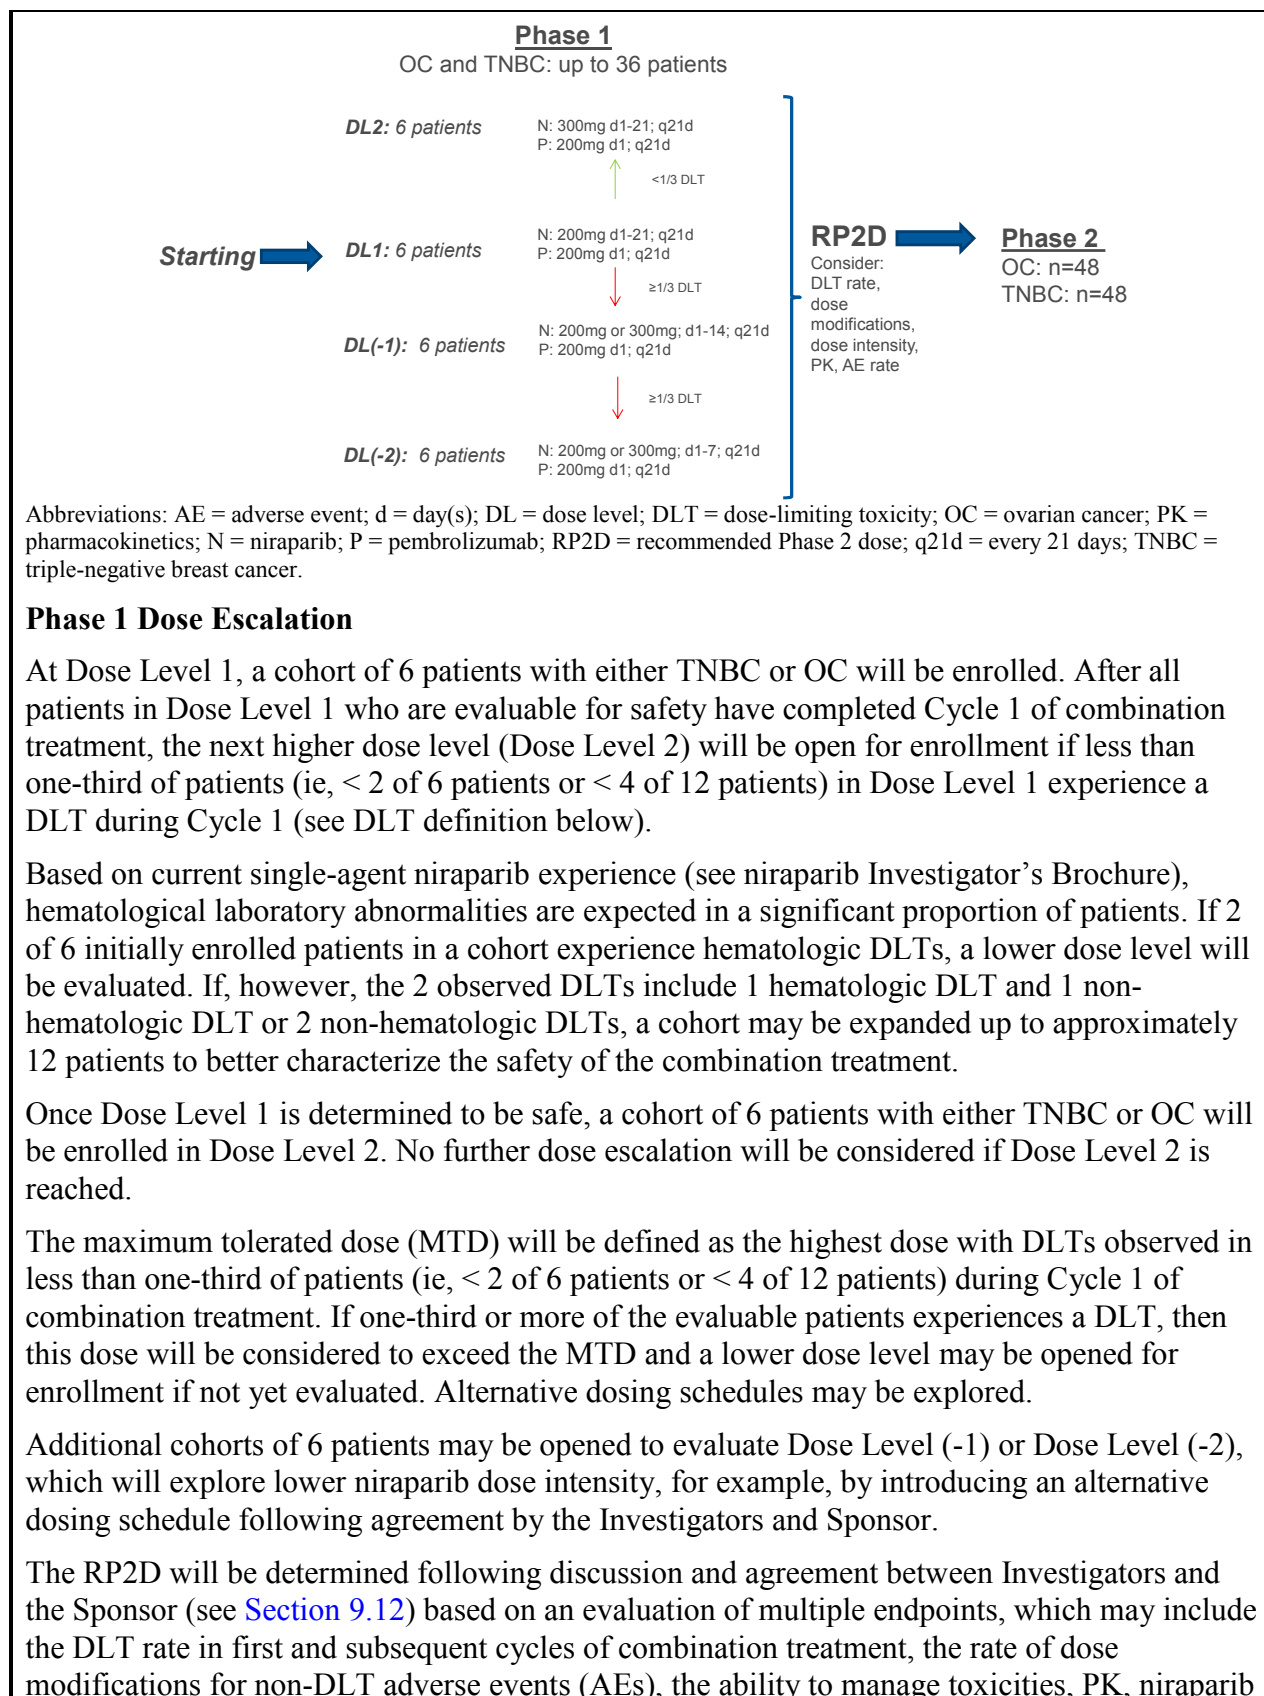 Phase 1
OC and TNBC: up to 36 patients
DL2: 6 patients
N: 300mg d1-21; q21d
P: 200mg d1; q21d
<1/3 DLT
Starting
DL1: 6 patients
N: 200mg d1-21; q21d
P: 200mg d1; q21d
≥1/3 DLT
DL(-1): 6 patients
N: 200mg or 300mg; d1-14; q21d
P: 200mg d1; q21d
≥1/3 DLT
DL(-2): 6 patients
N: 200mg or 300mg; d1-7; q21d
P: 200mg d1; q21d
RP2D
Consider:
DLT rate,
dose
modifications,
dose intensity,
PK, AE rate
Phase 2
OC: n=48
TNBC: n=48
Abbreviations: AE = adverse event; d = day(s); DL = dose level; DLT = dose-limiting toxicity; OC = ovarian cancer; PK =
pharmacokinetics; N = niraparib; P = pembrolizumab; RP2D = recommended Phase 2 dose; q21d = every 21 days; TNBC =
triple-negative breast cancer.
Phase 1 Dose Escalation
At Dose Level 1, a cohort of 6 patients with either TNBC or OC will be enrolled. After all
patients in Dose Level 1 who are evaluable for safety have completed Cycle 1 of combination
treatment, the next higher dose level (Dose Level 2) will be open for enrollment if less than
one-third of patients (ie, < 2 of 6 patients or < 4 of 12 patients) in Dose Level 1 experience a
DLT during Cycle 1 (see DLT definition below).
Based on current single-agent niraparib experience (see niraparib Investigator’s Brochure),
hematological laboratory abnormalities are expected in a significant proportion of patients. If 2
of 6 initially enrolled patients in a cohort experience hematologic DLTs, a lower dose level will
be evaluated. If, however, the 2 observed DLTs include 1 hematologic DLT and 1 non-
hematologic DLT or 2 non-hematologic DLTs, a cohort may be expanded up to approximately
12 patients to better characterize the safety of the combination treatment.
Once Dose Level 1 is determined to be safe, a cohort of 6 patients with either TNBC or OC will
be enrolled in Dose Level 2. No further dose escalation will be considered if Dose Level 2 is
reached.
The maximum tolerated dose (MTD) will be defined as the highest dose with DLTs observed in
less than one-third of patients (ie, < 2 of 6 patients or < 4 of 12 patients) during Cycle 1 of
combination treatment. If one-third or more of the evaluable patients experiences a DLT, then
this dose will be considered to exceed the MTD and a lower dose level may be opened for
enrollment if not yet evaluated. Alternative dosing schedules may be explored.
Additional cohorts of 6 patients may be opened to evaluate Dose Level (-1) or Dose Level (-2),
which will explore lower niraparib dose intensity, for example, by introducing an alternative
dosing schedule following agreement by the Investigators and Sponsor.
The RP2D will be determined following discussion and agreement between Investigators and
the Sponsor (see Section 9.12) based on an evaluation of multiple endpoints, which may include
the DLT rate in first and subsequent cycles of combination treatment, the rate of dose
modifications for non-DLT adverse events (AEs), the ability to manage toxicities, PK, niraparib